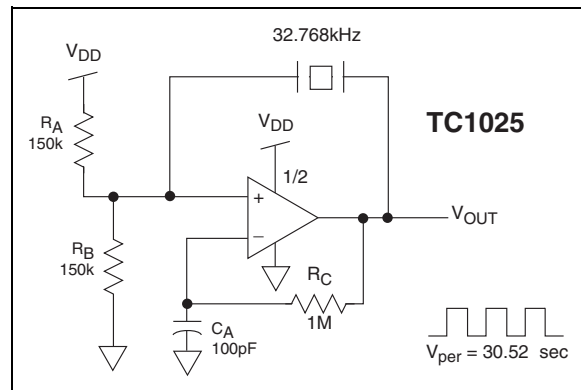 32.768kHz
VDD
RA
150k
VDD
TC1025
1/2
+
−
VOUT
RB
150k
RC
1M
CA
100pF
Vper = 30.52 sec